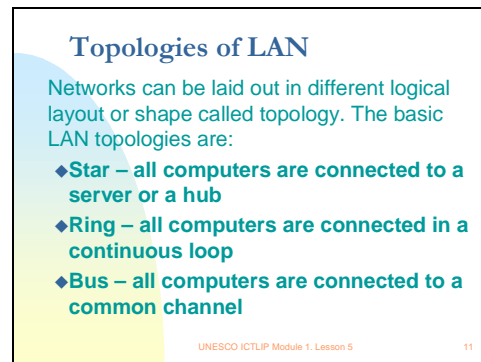 Topologies of LAN
Networks can be laid out in different logical
layout or shape called topology. The basic
LAN topologies are:
◆Star – all computers are connected to a
server or a hub
◆Ring – all computers are connected in a
continuous loop
◆Bus – all computers are connected to a
common channel
UNESCO ICTLIP Module 1. Lesson 5 11